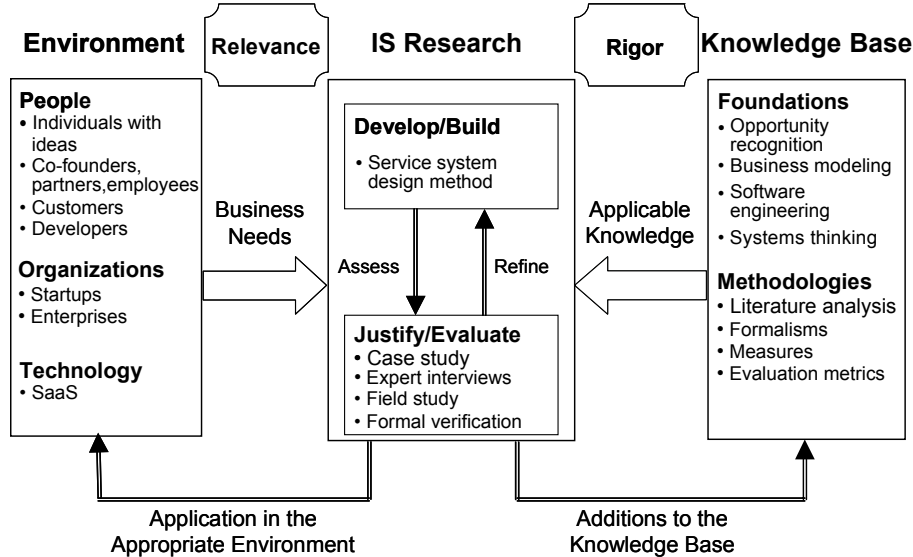 Environment
Relevance
IS Research
Rigor
Knowledge Base
People
• Individuals with
ideas
• Co-founders,
partners,employees
• Customers
• Developers
Organizations
• Startups
• Enterprises
Technology
• SaaS
Business
Needs
Develop/Build
• Service system
design method
Assess
Refine
Justify/Evaluate
• Case study
• Expert interviews
• Field study
• Formal verification
Applicable
Knowledge
Foundations
• Opportunity
recognition
• Business modeling
• Software
engineering
• Systems thinking
Methodologies
• Literature analysis
• Formalisms
• Measures
• Evaluation metrics
Application in the
Appropriate Environment
Additions to the
Knowledge Base